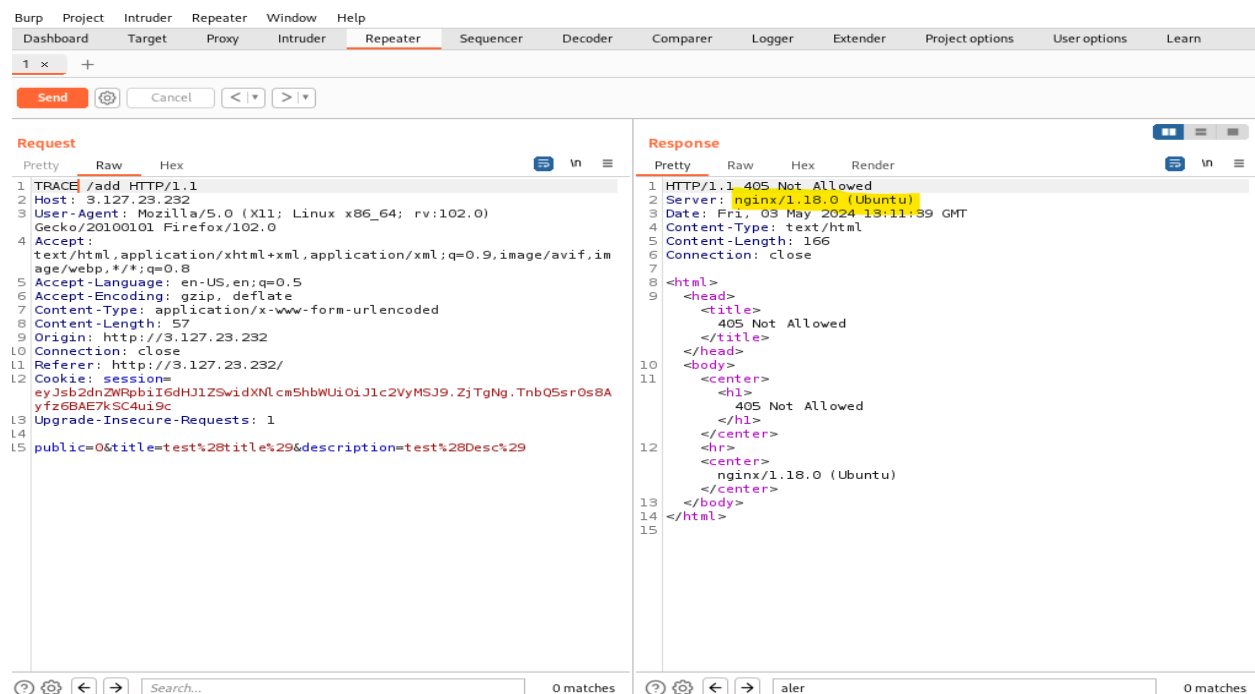 Burp Project Intruder Repeater Window Help
Dashboard Target Proxy Intruder Repeater Sequencer Decoder Comparer Logger Extender Project options User options Learn
1 ×
Send Cancel < >
Request
Pretty Raw Hex \n
1 TRACE /add HTTP/1.1
2 Host: 3.127.23.232
3 User-Agent: Mozilla/5.0 (X11; Linux x86_64; rv:102.0)
Gecko/20100101 Firefox/102.0
4 Accept:
text/html,application/xhtml+xml,application/xml;q=0.9,image/avif,im
age/webp,*/*;q=0.8
5 Accept-Language: en-US,en;q=0.5
6 Accept-Encoding: gzip, deflate
7 Content-Type: application/x-www-form-urlencoded
8 Content-Length: 57
9 Origin: http://3.127.23.232
10 Connection: close
11 Referer: http://3.127.23.232/
12 Cookie: session=
eyJsb2dnZWRpbiI6dHJ1ZSwidXNlcm5hbWUiOiJ1c2VyMSJ9.ZjTgNg.TnbQ5sr0s8A
yfz6BAE7kSC4ui9c
13 Upgrade-Insecure-Requests: 1
14
15 public=0&title=test%28title%29&description=test%28Desc%29
Search... 0 matches
Response
Pretty Raw Hex Render \n
1 HTTP/1.1 405 Not Allowed
2 Server: nginx/1.18.0 (Ubuntu)
3 Date: Fri, 03 May 2024 13:11:39 GMT
4 Content-Type: text/html
5 Content-Length: 166
6 Connection: close
7
8 <html>
9 <head>
<title>
405 Not Allowed
</title>
</head>
10 <body>
11 <center>
<h1>
405 Not Allowed
</h1>
</center>
12 <hr>
<center>
nginx/1.18.0 (Ubuntu)
</center>
13 </body>
14 </html>
15
aler 0 matches